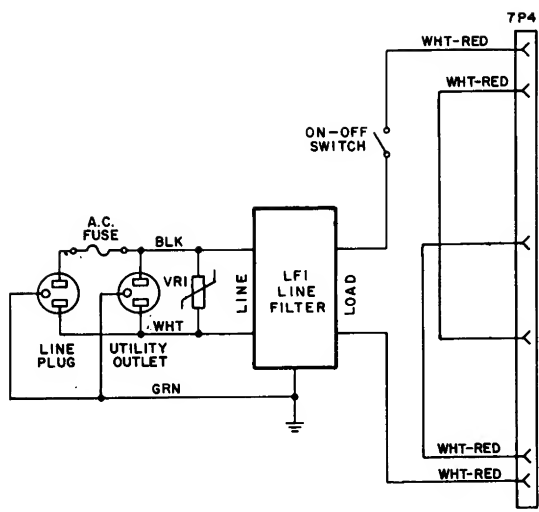 7P4
WHT-RED
WHT-RED
ON-OFF
SWITCH
A.C.
FUSE
BLK
VR1
LINE
LF1
LINE
FILTER
LOAD
WHT
LINE
PLUG
UTILITY
OUTLET
GRN
WHT-RED
WHT-RED